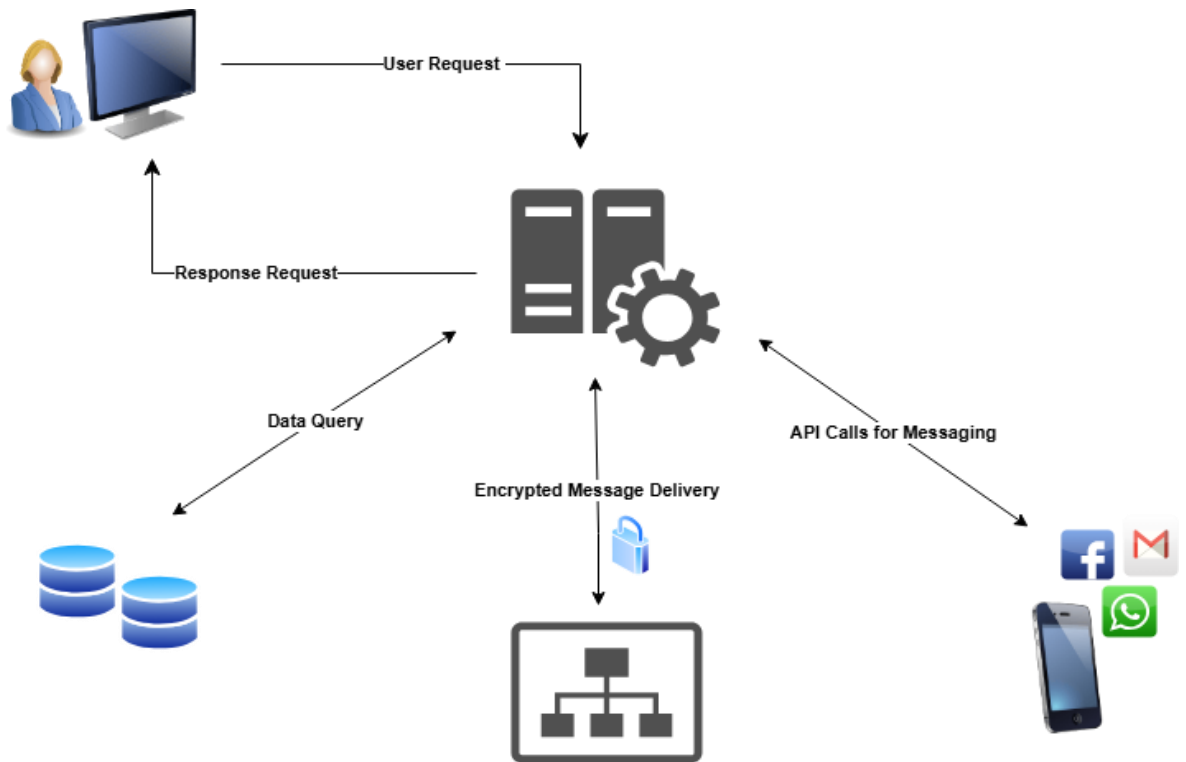 User Request
Response Request
Data Query
API Calls for Messaging
Encrypted Message Delivery